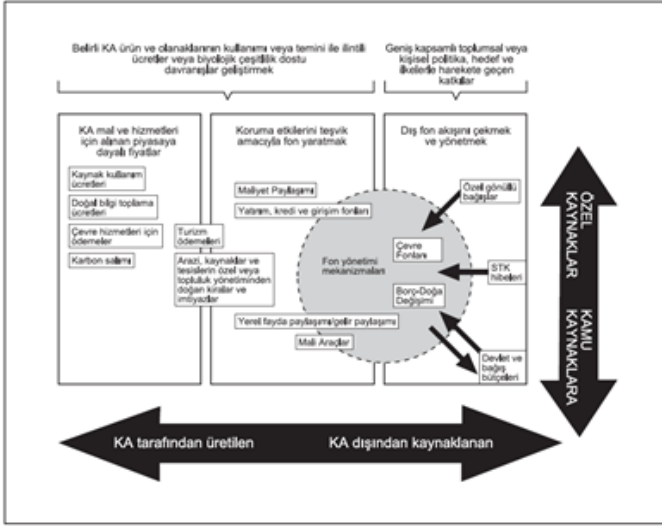 Belirli KA ürün ve olanaklarının kullanımı veya temini ile ilintili
ücretler veya biyolojik çeşitlilik dostu
davranışlar geliştirmek
Geniş kapsamlı toplumsal veya
kişisel politika, hedef ve
ilkelerle harekete geçen
katkılar
KA mal ve hizmetleri
için alınan piyasaya
dayalı fiyatlar
Kaynak kullanım
ücretleri
Doğal bilgi toplama
ücretleri
Çevre hizmetleri için
ödemeler
Karbon salımı
Turizm
ödemeleri
Arazi, kaynaklar ve
tesislerin özel veya
topluluk yönetiminden
doğan kiralar ve
imtiyazlar
Koruma etkilerini teşvik
amacıyla fon yaratmak
Maliyet Paylaşımı
Yatırım, kredi ve girişim fonları
Fon yönetimi
mekanizmaları
Yerel fayda paylaşımı/gelir paylaşımı
Mali Araçlar
Dış fon akışını çekmek
ve yönetmek
Özel gönüllü
bağışlar
Çevre
Fonları
STK
hibeleri
Borç-Doğa
Değişimi
Devlet ve
bağış
bütçeleri
ÖZEL
KAYNAKLAR
KAMU
KAYNAKLARA
KA tarafından üretilen
KA dışından kaynaklanan